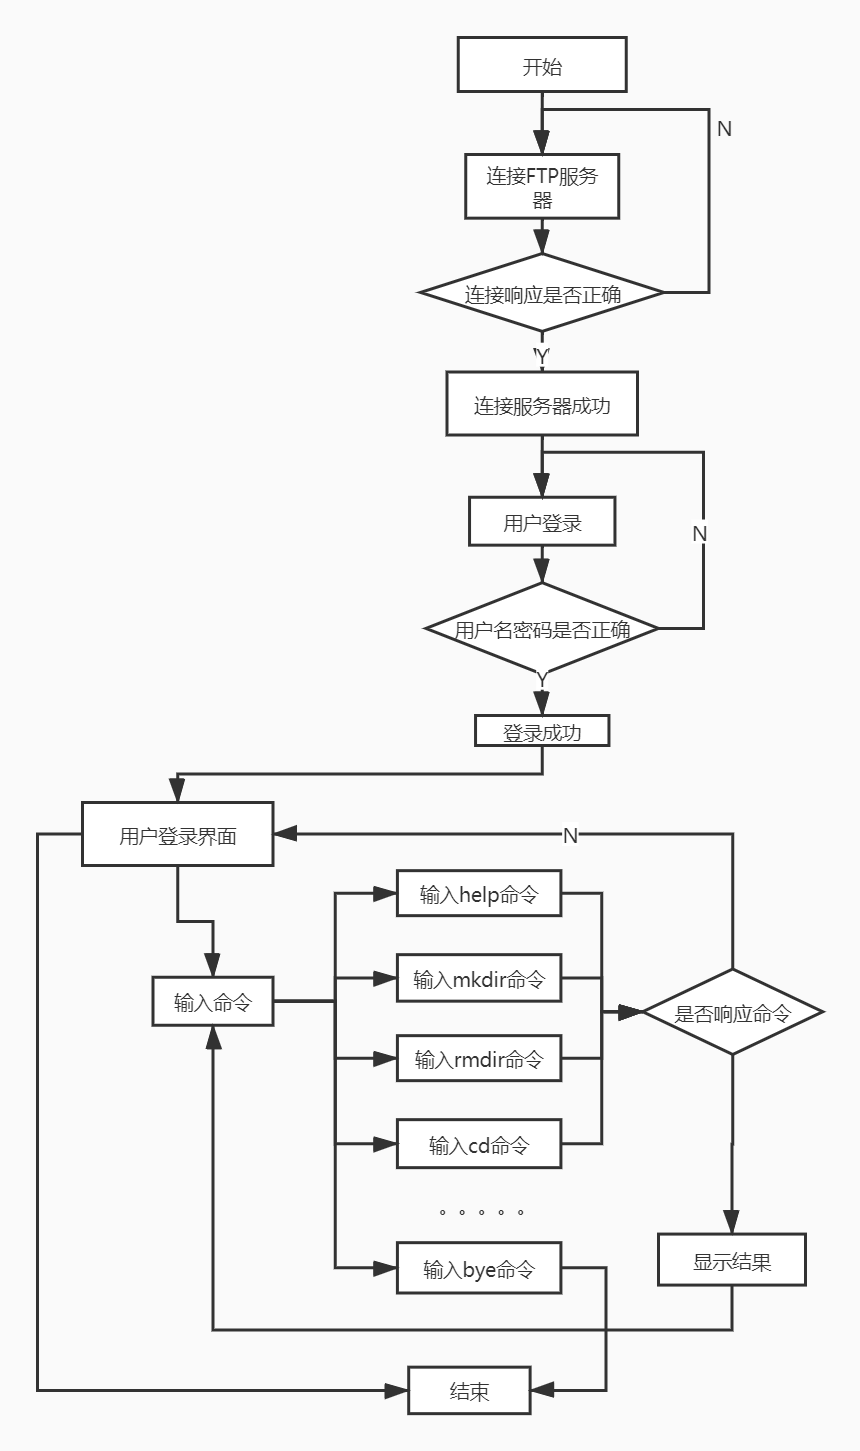 开始
N
连接FTP服务
器
连接响应是否正确
Y
连接服务器成功
用户登录
N
用户名密码是否正确
Y
登录成功
用户登录界面
N
输入help命令
输入mkdir命令
输入命令
是否响应命令
输入rmdir命令
输入cd命令
。。。。。
输入bye命令
显示结果
结束